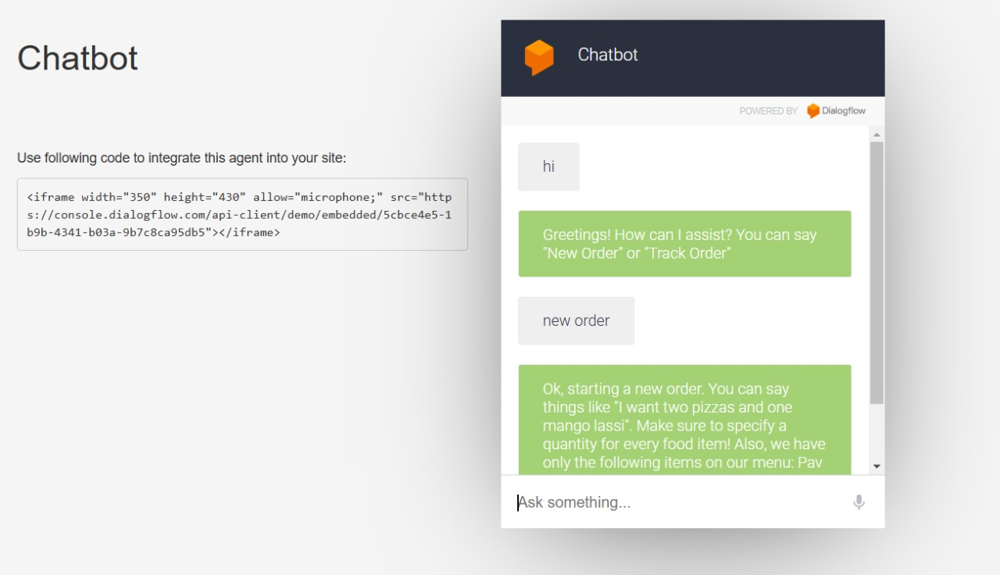 Chatbot
Use following code to integrate this agent into your site:
<iframe width="350" height="430" allow="microphone;" src="http
s://console.dialogflow.com/api-client/demo/embedded/5cbce4e5-1
b9b-4341-b03a-9b7c8ca95db5"></iframe>
Chatbot
POWERED BY Dialogflow
hi
Greetings! How can I assist? You can say
"New Order" or "Track Order"
new order
Ok, starting a new order. You can say
things like "I want two pizzas and one
mango lassi". Make sure to specify a
quantity for every food item! Also, we have
only the following items on our menu: Pav
Ask something...